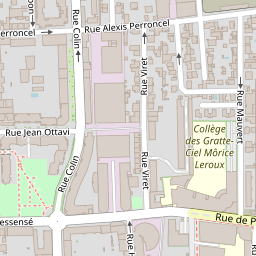 Rue Alexis Perroncel
Perroncel
Rue Colin
Rue Viret
Rue Mauvert
Rue Jean Ottavi
Collège
des Gratte-
Ciel Môrice
Leroux
Rue Colin
Rue Viret
essensé
Rue de P
Rue H